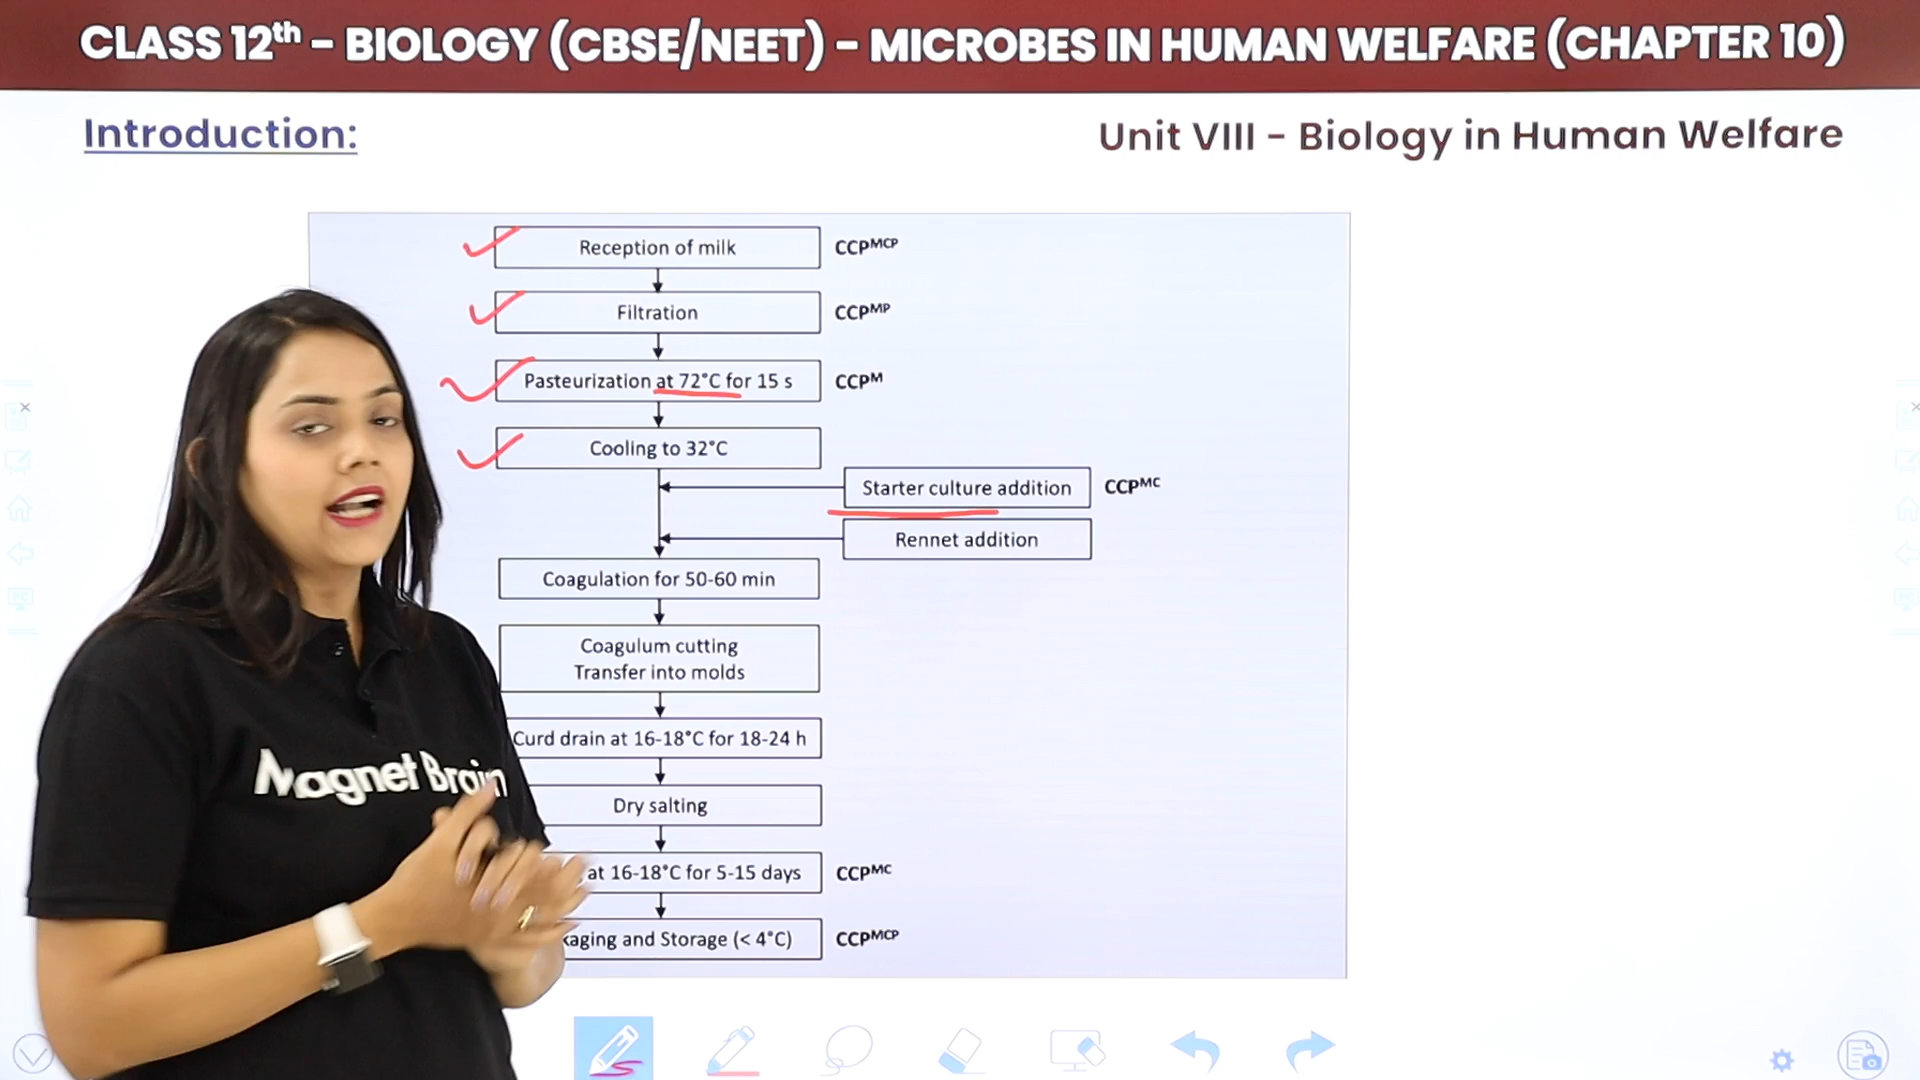 CLASS 12th - BIOLOGY (CBSE/NEET) - MICROBES IN HUMAN WELFARE (CHAPTER 10)
Introduction:
Unit VIII - Biology in Human Welfare
Reception of milk CCPMCP
Filtration CCPMP
Pasteurization at 72°C for 15 s CCPM
Cooling to 32°C
Starter culture addition CCPMC
Rennet addition
Coagulation for 50-60 min
Coagulum cutting
Transfer into molds
Curd drain at 16-18°C for 18-24 h
Dry salting
at 16-18°C for 5-15 days CCPMC
and Storage (< 4°C) CCPMCP
Magnet Brain